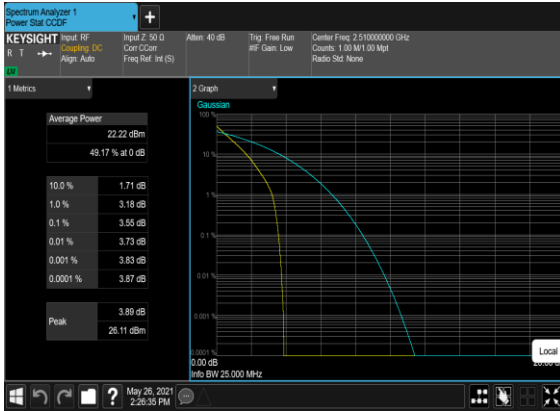 Spectrum Analyzer 1
Power Stat CCDF
KEYSIGHT
R T
Input: RF
Coupling: DC
Align: Auto
Input Z: 50 Ω
Corr CCorr
Freq Ref: Int (S)
Atten: 40 dB
Trig: Free Run
#IF Gain: Low
Center Freq: 2.510000000 GHz
Counts: 1.00 M/1.00 Mpt
Radio Std: None
1 Metrics
Average Power
22.22 dBm
49.17 % at 0 dB
10.0 % 1.71 dB
1.0 % 3.18 dB
0.1 % 3.55 dB
0.01 % 3.73 dB
0.001 % 3.83 dB
0.0001 % 3.87 dB
Peak 3.89 dB
26.11 dBm
2 Graph
Gaussian
100 %
10 %
1 %
0.1 %
0.01 %
0.001 %
0.0001 %
0.00 dB
Info BW 25.000 MHz
Local
May 26, 2021
2:26:35 PM